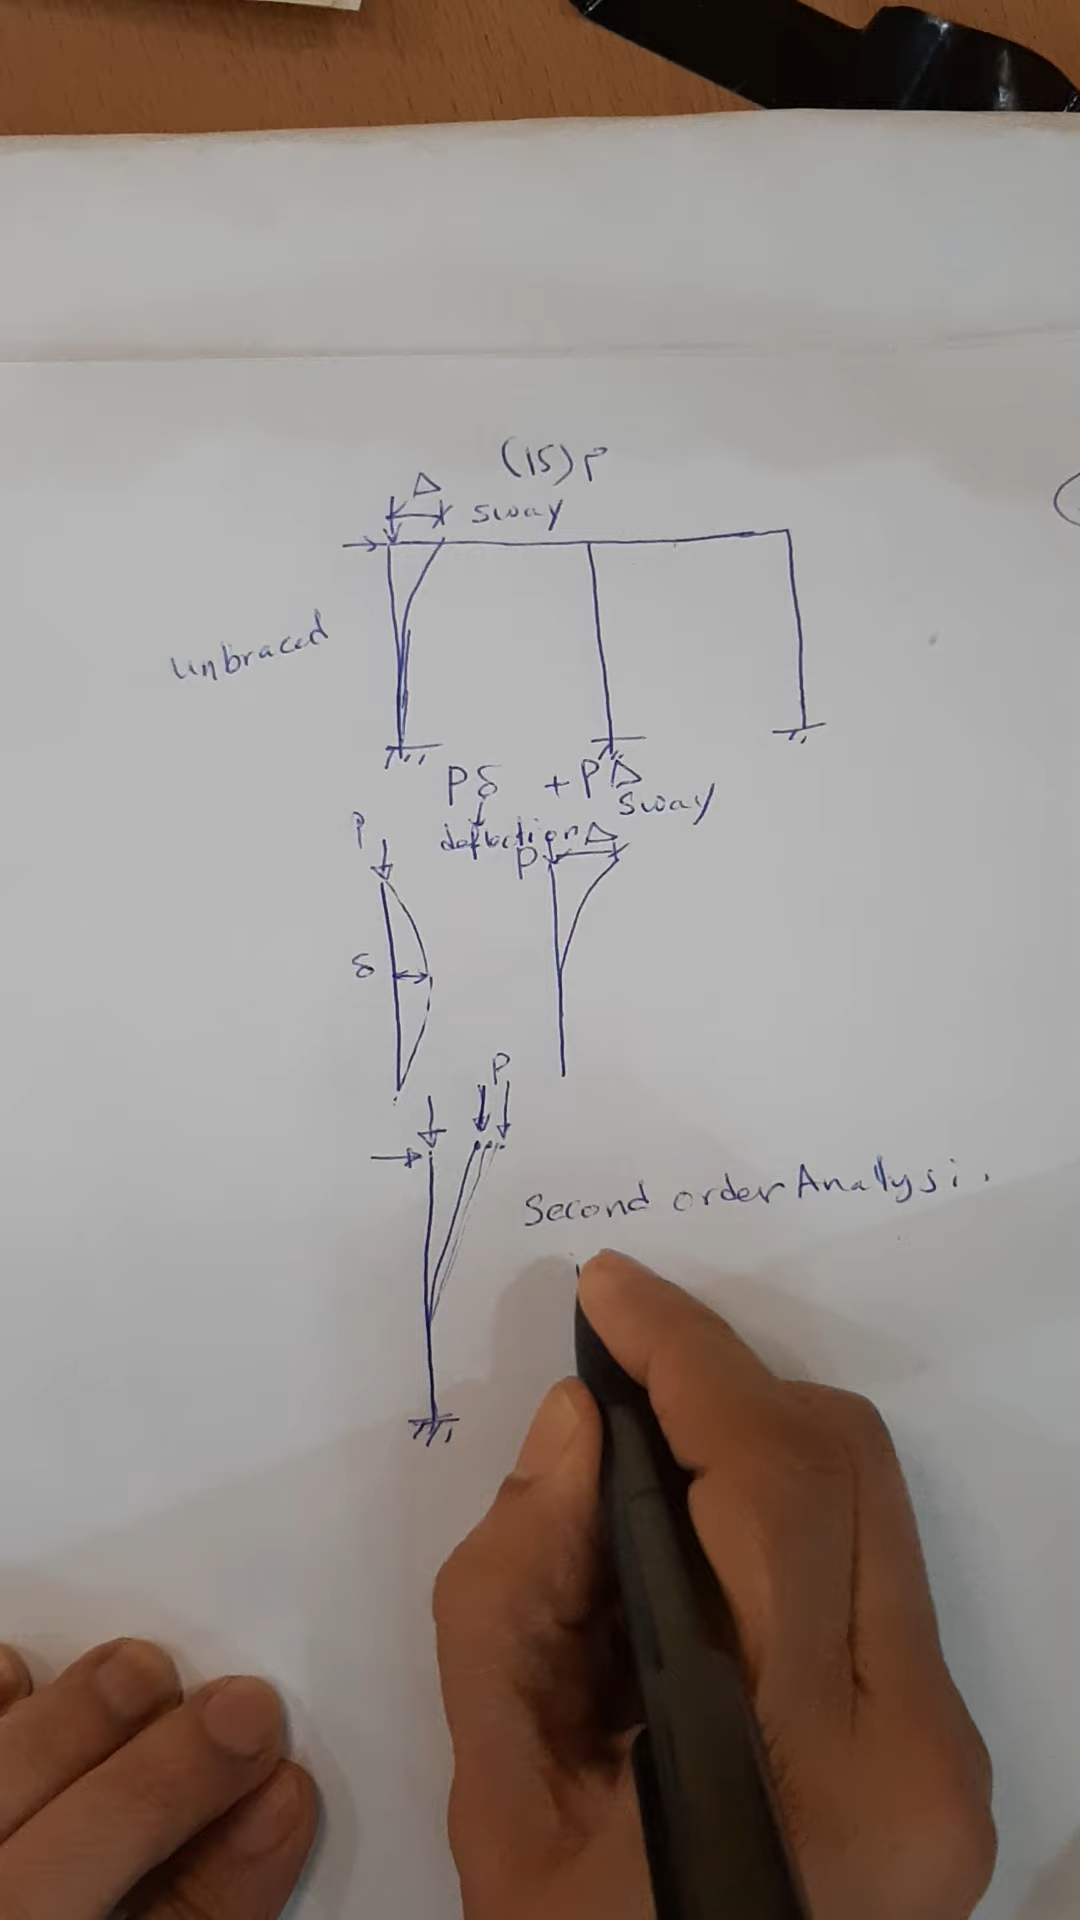 (15)P
Δ
sway
unbraced
Pδ + PΔ
sway
deflection
Δ
P
P
δ
P
Second order Analysi.